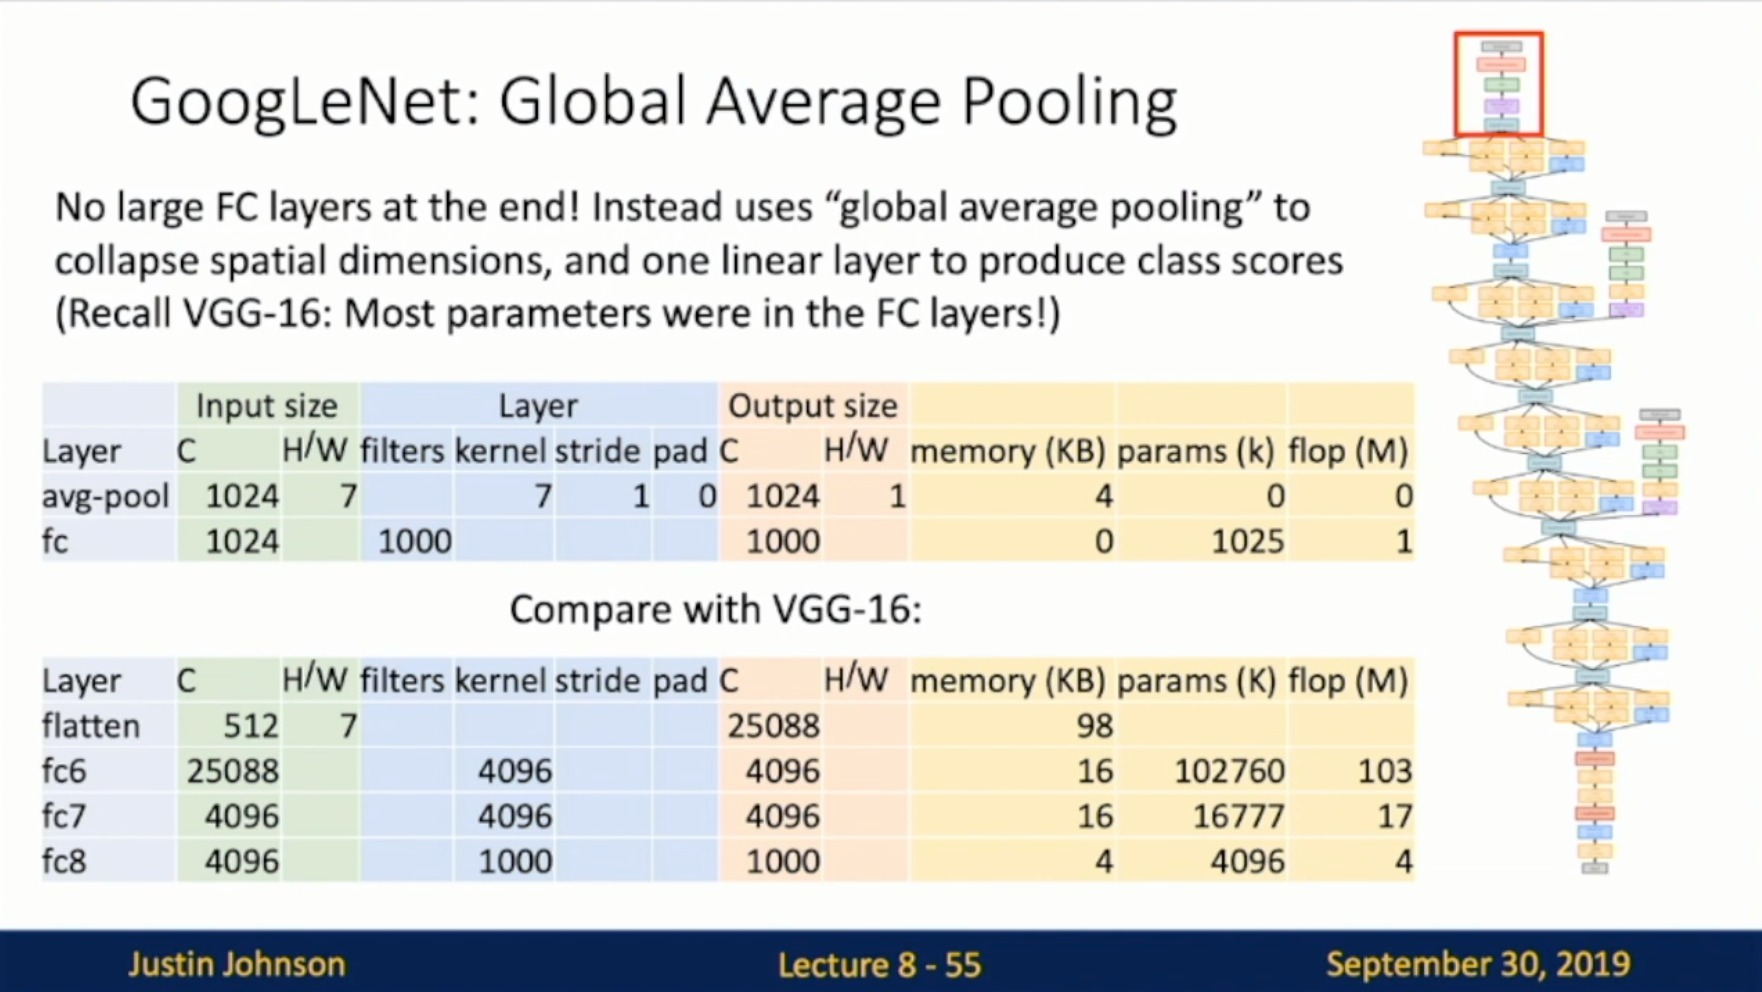 GoogLeNet: Global Average Pooling
No large FC layers at the end! Instead uses “global average pooling” to
collapse spatial dimensions, and one linear layer to produce class scores
(Recall VGG-16: Most parameters were in the FC layers!)
Input size Layer Output size
Layer C H/W filters kernel stride pad C H/W memory (KB) params (k) flop (M)
avg-pool 1024 7 7 1 0 1024 1 4 0 0
fc 1024 1000 1000 0 1025 1
Compare with VGG-16:
Layer C H/W filters kernel stride pad C H/W memory (KB) params (K) flop (M)
flatten 512 7 25088 98
fc6 25088 4096 4096 16 102760 103
fc7 4096 4096 4096 16 16777 17
fc8 4096 1000 1000 4 4096 4
Justin Johnson Lecture 8 - 55 September 30, 2019